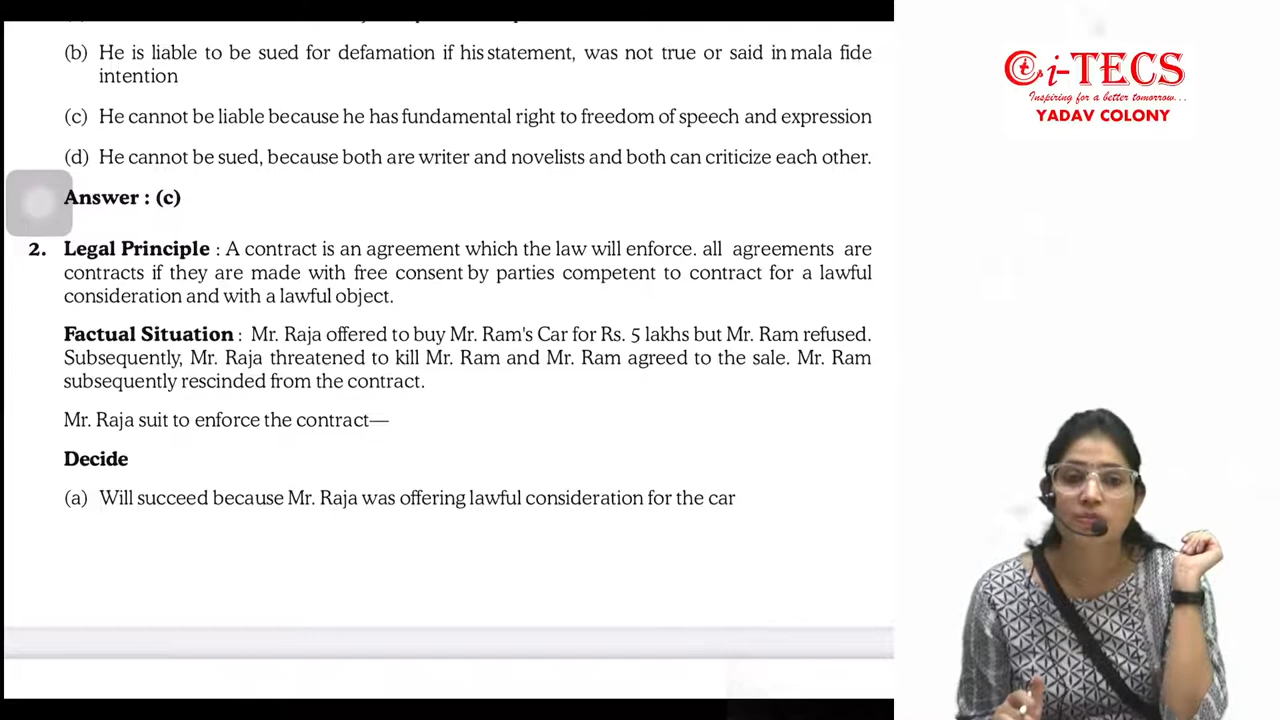 (b) He is liable to be sued for defamation if his statement, was not true or said in mala fide
intention
(c) He cannot be liable because he has fundamental right to freedom of speech and expression
(d) He cannot be sued, because both are writer and novelists and both can criticize each other.
Answer : (c)
2. Legal Principle : A contract is an agreement which the law will enforce. all agreements are
contracts if they are made with free consent by parties competent to contract for a lawful
consideration and with a lawful object.
Factual Situation : Mr. Raja offered to buy Mr. Ram's Car for Rs. 5 lakhs but Mr. Ram refused.
Subsequently, Mr. Raja threatened to kill Mr. Ram and Mr. Ram agreed to the sale. Mr. Ram
subsequently rescinded from the contract.
Mr. Raja suit to enforce the contract—
Decide
(a) Will succeed because Mr. Raja was offering lawful consideration for the car
i-TECS
Inspiring for a better tomorrow...
YADAV COLONY